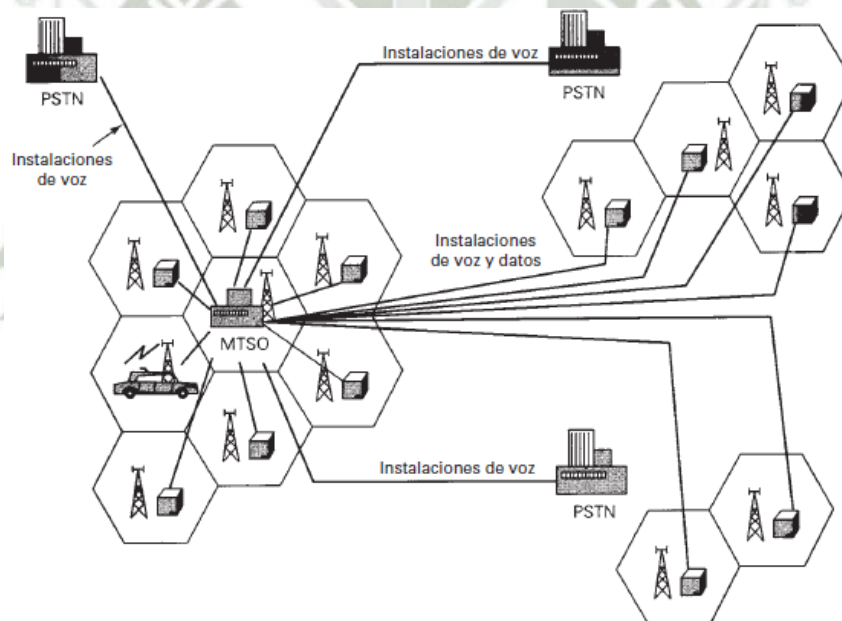 PSTN
Instalaciones de voz
PSTN
Instalaciones
de voz
Instalaciones
de voz y datos
MTSO
Instalaciones de voz
PSTN